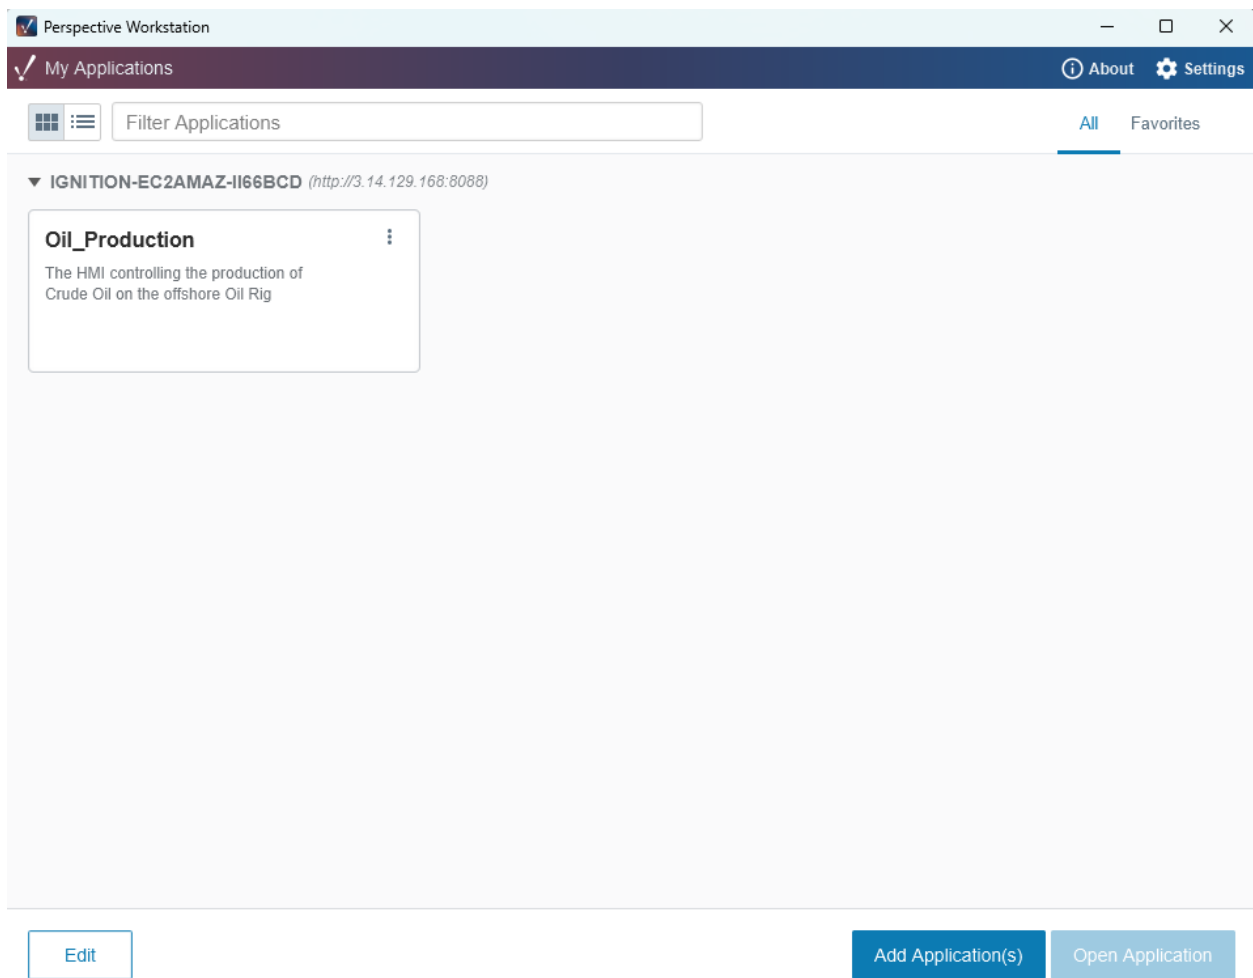 Perspective Workstation
My Applications
About Settings
Filter Applications
All Favorites
IGNITION-EC2AMAZ-II66BCD (http://3.14.129.168:8088)
Oil_Production
The HMI controlling the production of
Crude Oil on the offshore Oil Rig
Edit Add Application(s) Open Application